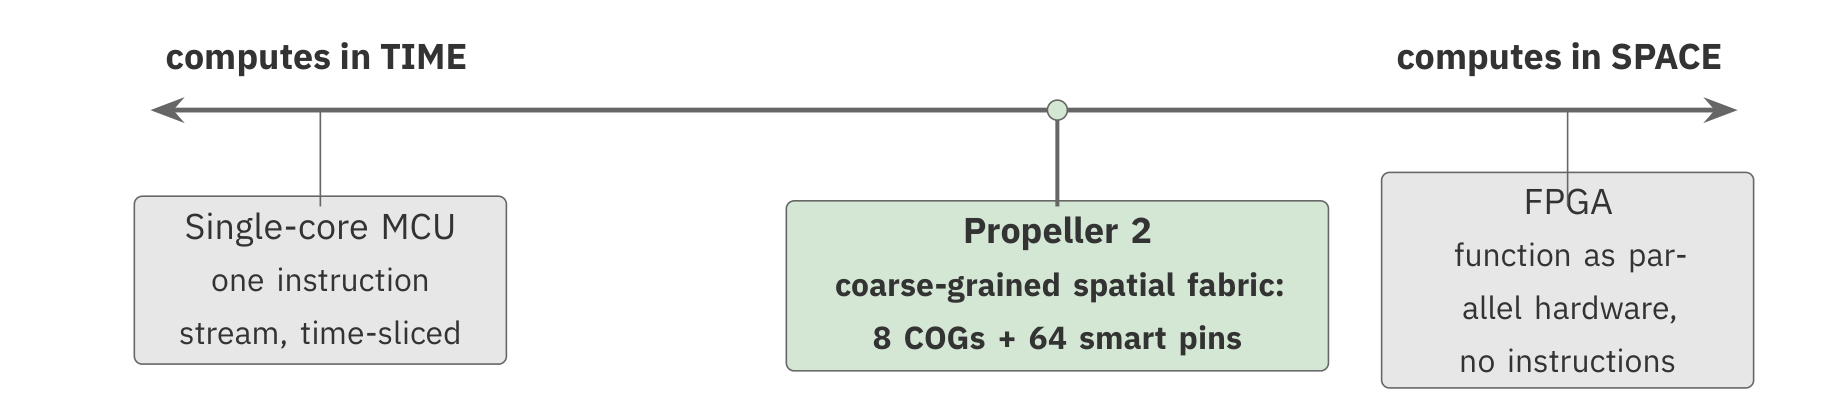 computes in TIME
computes in SPACE
Single-core MCU
one instruction
stream, time-sliced
Propeller 2
coarse-grained spatial fabric:
8 COGs + 64 smart pins
FPGA
function as par-
allel hardware,
no instructions